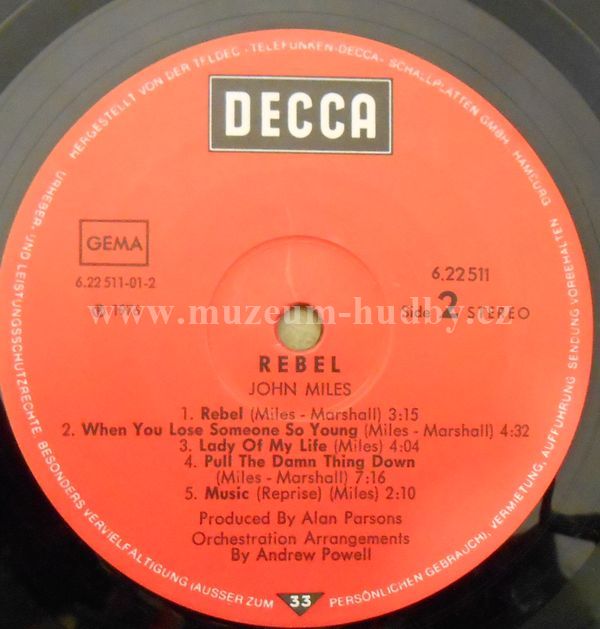 HERGESTELLT VON DER TELDEC · TELEFUNKEN-DECCA · SCHALLPLATTEN GMBH · HAMBURG
DECCA
GEMA
6.22 511-01-2
℗ 1976
6.22 511
Side 2 STEREO
www.muzeum-hudby.cz
REBEL
JOHN MILES
1. Rebel (Miles - Marshall) 3:15
2. When You Lose Someone So Young (Miles - Marshall) 4:32
3. Lady Of My Life (Miles) 4:04
4. Pull The Damn Thing Down
(Miles - Marshall) 7:16
5. Music (Reprise) (Miles) 2:10
Produced By Alan Parsons
Orchestration Arrangements
By Andrew Powell
URHEBER- UND LEISTUNGSSCHUTZRECHTE BESONDERS VERVIELFÄLTIGUNG (AUSSER ZUM PERSÖNLICHEN GEBRAUCH), VERMIETUNG, AUFFÜHRUNG, SENDUNG VORBEHALTEN
33